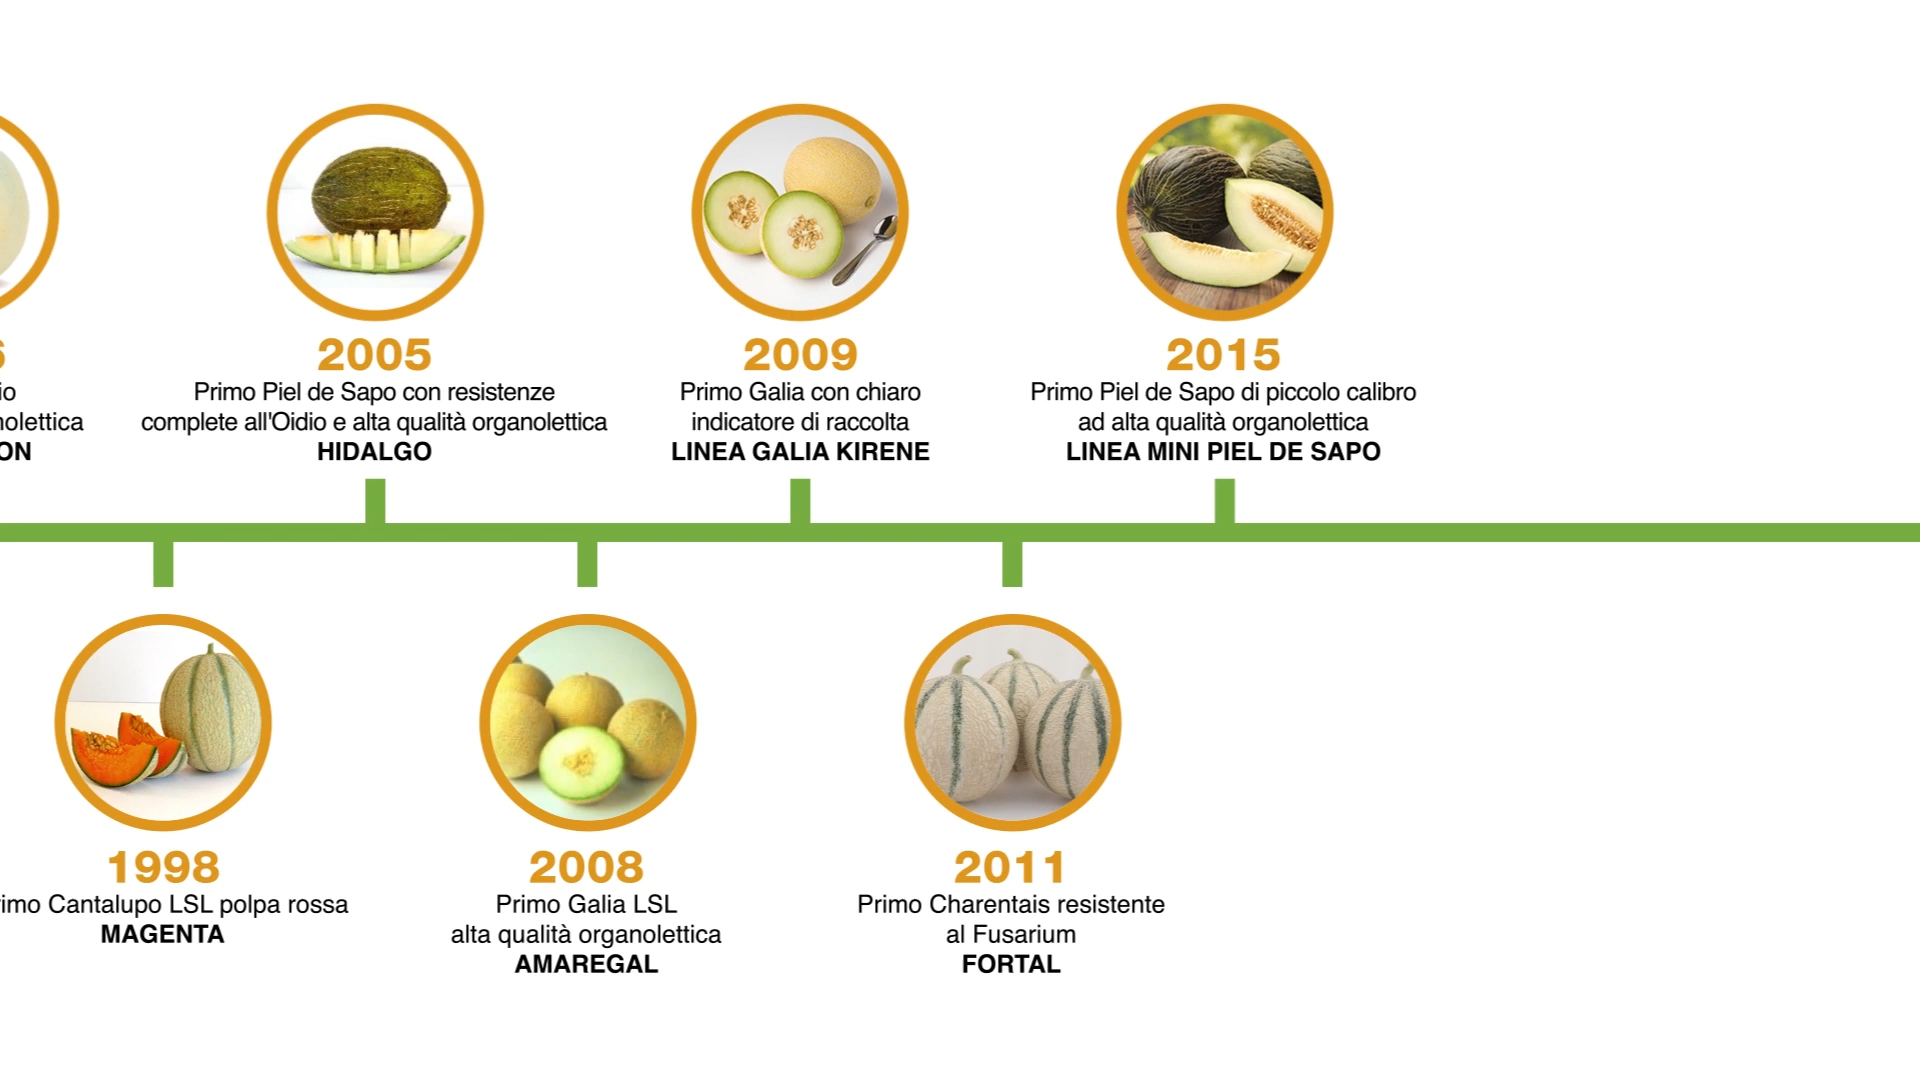 2005
Primo Piel de Sapo con resistenze
complete all'Oidio e alta qualità organolettica
HIDALGO
2009
Primo Galia con chiaro
indicatore di raccolta
LINEA GALIA KIRENE
2015
Primo Piel de Sapo di piccolo calibro
ad alta qualità organolettica
LINEA MINI PIEL DE SAPO
1998
Cantalupo LSL polpa rossa
MAGENTA
2008
Primo Galia LSL
alta qualità organolettica
AMAREGAL
2011
Primo Charentais resistente
al Fusarium
FORTAL